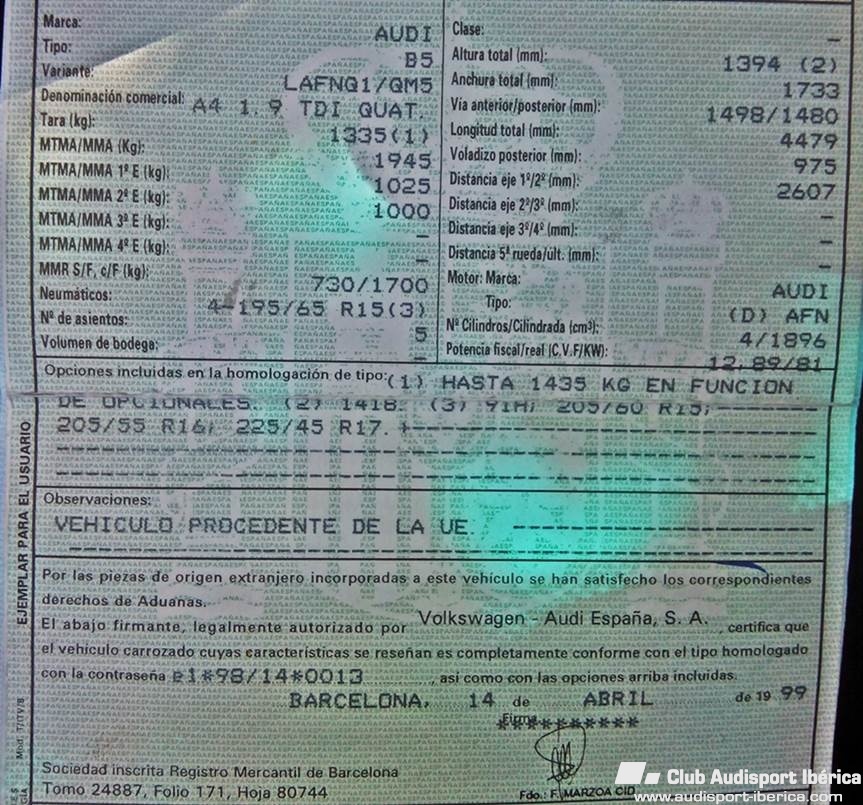 Marca: AUDI
Tipo: B5
Variante: LAFNQ1/QM5
Denominación comercial: A4 1.9 TDI QUAT.
Tara (kg): 1335(1)
MTMA/MMA (Kg): 1945
MTMA/MMA 1º E (kg): 1025
MTMA/MMA 2º E (kg): 1000
MTMA/MMA 3º E (kg): –
MTMA/MMA 4º E (kg): –
MMR S/F, c/F (kg): 730/1700
Neumáticos: 4-195/65 R15(3)
Nº de asientos: 5
Volumen de bodega: –
Clase: –
Altura total (mm): 1394 (2)
Anchura total (mm): 1733
Vía anterior/posterior (mm): 1498/1480
Longitud total (mm): 4479
Voladizo posterior (mm): 975
Distancia eje 1º/2º (mm): 2607
Distancia eje 2º/3º (mm): –
Distancia eje 3º/4º (mm): –
Distancia 5ª rueda/últ. (mm): –
Motor: Marca: AUDI
Tipo: (D) AFN
Nº Cilindros/Cilindrada (cm³): 4/1896
Potencia fiscal/real (C.V.F/KW): 12,89/81
Opciones incluidas en la homologación de tipo: (1) HASTA 1435 KG EN FUNCION
DE OPCIONALES. (2) 1418. (3) 91H; 205/60 R15;
205/55 R16; 225/45 R17.
Observaciones:
VEHICULO PROCEDENTE DE LA UE.
Por las piezas de origen extranjero incorporadas a este vehículo se han satisfecho los correspondientes
derechos de Aduanas.
El abajo firmante, legalmente autorizado por Volkswagen - Audi España, S. A. , certifica que
el vehículo carrozado cuyas características se reseñan es completamente conforme con el tipo homologado
con la contraseña e1*98/14*0013 , así como con las opciones arriba incluidas.
BARCELONA, 14 de ABRIL de 19 99
Firma
**********
Sociedad inscrita Registro Mercantil de Barcelona
Tomo 24887, Folio 171, Hoja 80744
Fdo.: F. MARZOA CID
EJEMPLAR PARA EL USUARIO
Mod. T/ITV/B
Club Audisport Ibérica
www.audisport-iberica.com